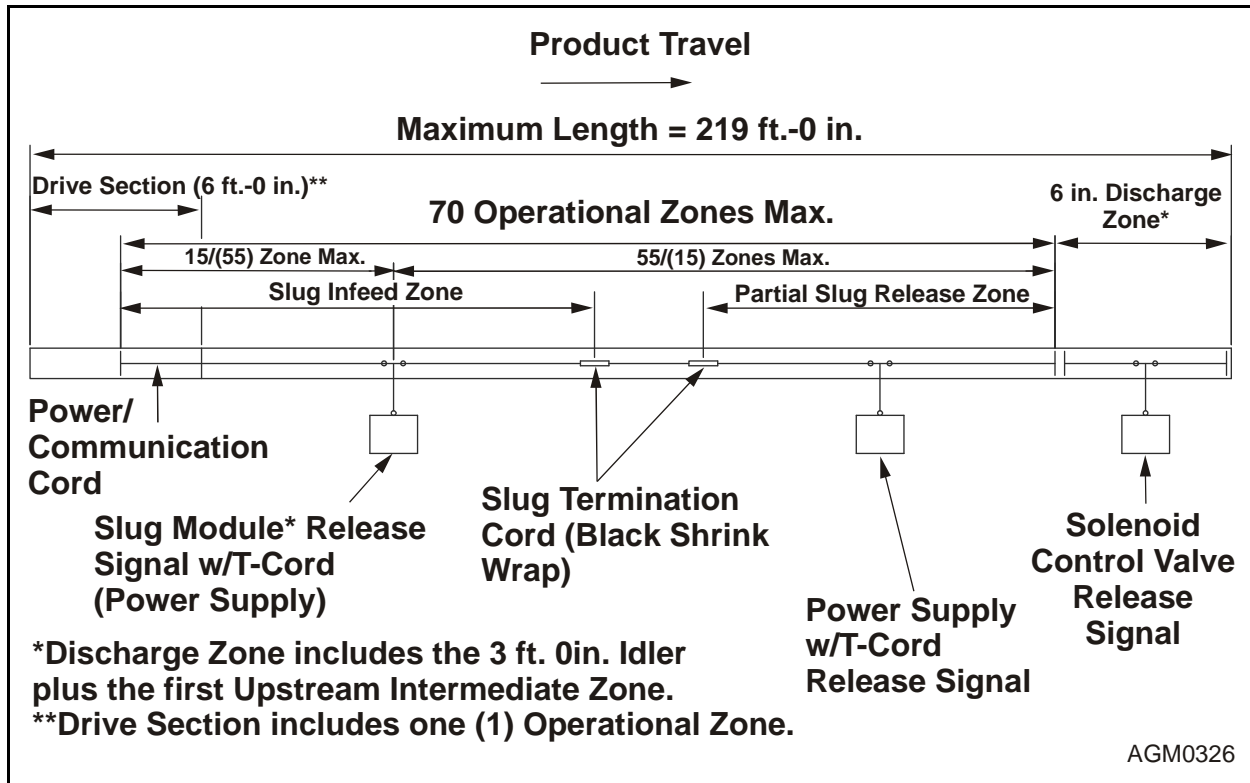 Product Travel
Maximum Length = 219 ft.-0 in.
Drive Section (6 ft.-0 in.)**
70 Operational Zones Max.
6 in. Discharge
Zone*
15/(55) Zone Max.
55/(15) Zones Max.
Slug Infeed Zone
Partial Slug Release Zone
Power/
Communication
Cord
Slug Module* Release
Signal w/T-Cord
(Power Supply)
Slug Termination
Cord (Black Shrink
Wrap)
Power Supply
w/T-Cord
Release Signal
Solenoid
Control Valve
Release
Signal
*Discharge Zone includes the 3 ft. 0in. Idler
plus the first Upstream Intermediate Zone.
**Drive Section includes one (1) Operational Zone.
AGM0326